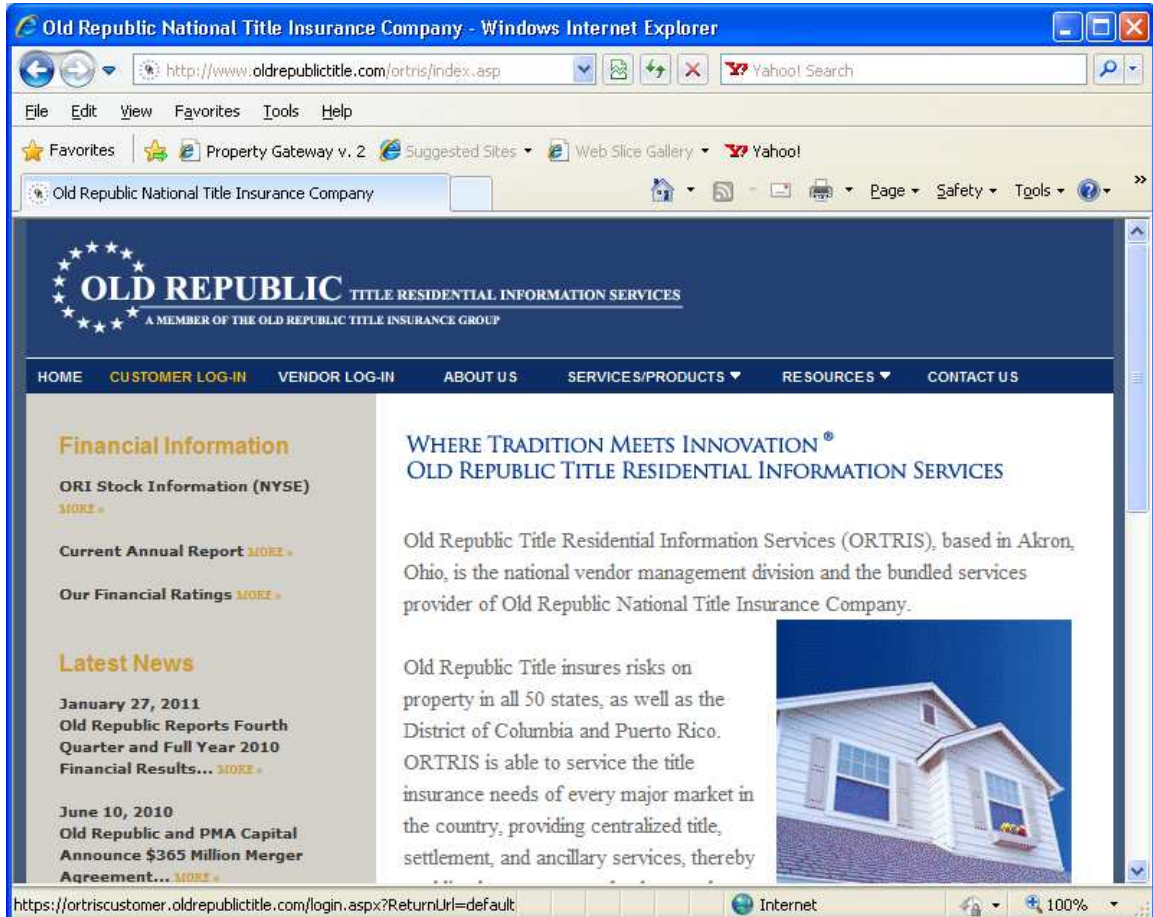 Old Republic National Title Insurance Company - Windows Internet Explorer
http://www.oldrepublictitle.com/ortris/index.asp
Yahoo! Search
File Edit View Favorites Tools Help
Favorites Property Gateway v. 2 Suggested Sites Web Slice Gallery Yahoo!
Old Republic National Title Insurance Company
Page Safety Tools »
OLD REPUBLIC TITLE RESIDENTIAL INFORMATION SERVICES
A MEMBER OF THE OLD REPUBLIC TITLE INSURANCE GROUP
HOME CUSTOMER LOG-IN VENDOR LOG-IN ABOUT US SERVICES/PRODUCTS RESOURCES CONTACT US
Financial Information
ORI Stock Information (NYSE)
MORE »
Current Annual Report MORE »
Our Financial Ratings MORE »
Latest News
January 27, 2011
Old Republic Reports Fourth
Quarter and Full Year 2010
Financial Results... MORE »
June 10, 2010
Old Republic and PMA Capital
Announce $365 Million Merger
Agreement... MORE »
WHERE TRADITION MEETS INNOVATION ®
OLD REPUBLIC TITLE RESIDENTIAL INFORMATION SERVICES
Old Republic Title Residential Information Services (ORTRIS), based in Akron,
Ohio, is the national vendor management division and the bundled services
provider of Old Republic National Title Insurance Company.
Old Republic Title insures risks on
property in all 50 states, as well as the
District of Columbia and Puerto Rico.
ORTRIS is able to service the title
insurance needs of every major market in
the country, providing centralized title,
settlement, and ancillary services, thereby
https://ortriscustomer.oldrepublictitle.com/login.aspx?ReturnUrl=default
Internet
100%